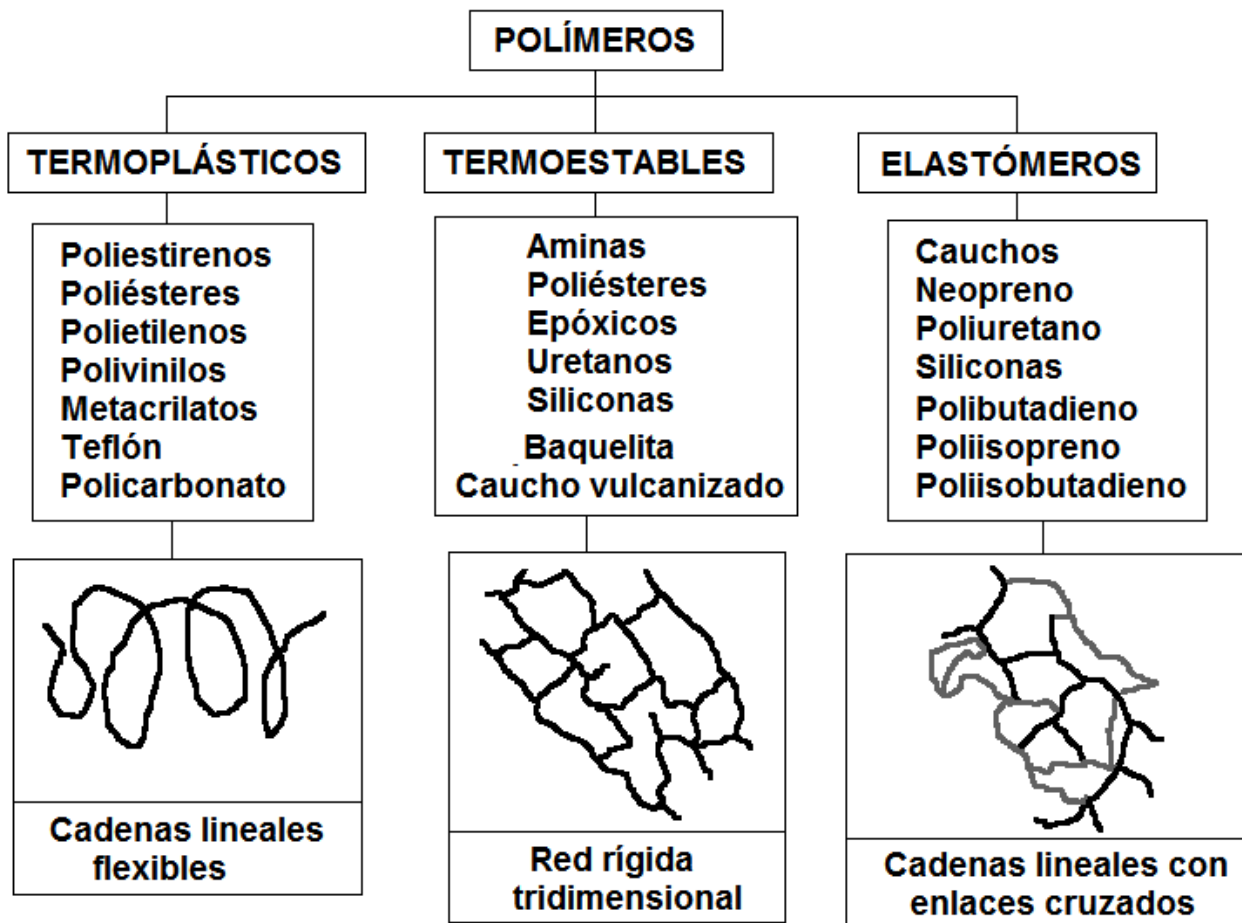 POLÍMEROS
TERMOPLÁSTICOS
Poliestirenos
Poliésteres
Polietilenos
Polivinilos
Metacrilatos
Teflón
Policarbonato
Cadenas lineales
flexibles
TERMOESTABLES
Aminas
Poliésteres
Epóxicos
Uretanos
Siliconas
Baquelita
Caucho vulcanizado
Red rígida
tridimensional
ELASTÓMEROS
Cauchos
Neopreno
Poliuretano
Siliconas
Polibutadieno
Poliisopreno
Poliisobutadieno
Cadenas lineales con
enlaces cruzados